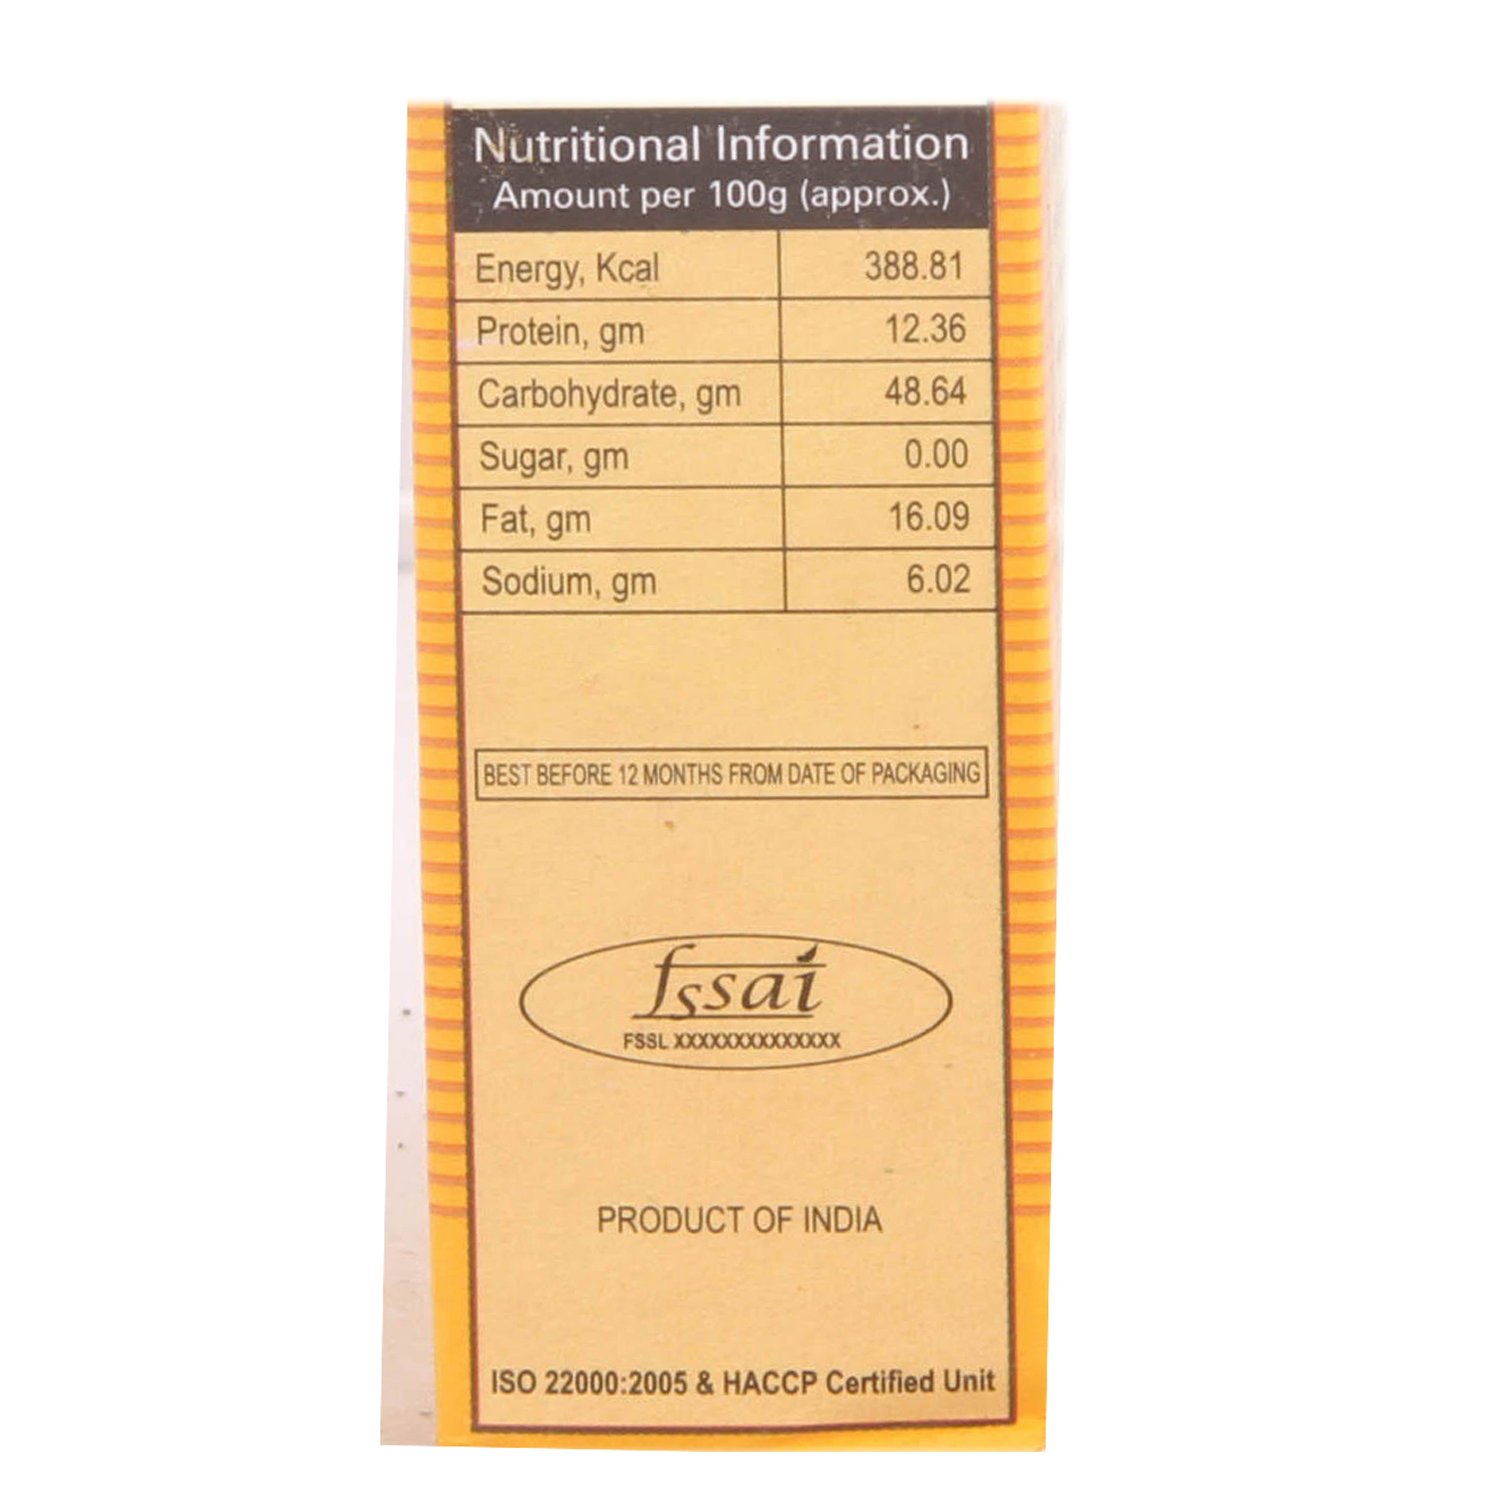 Nutritional Information
Amount per 100g (approx.)
Energy, Kcal 388.81
Protein, gm 12.36
Carbohydrate, gm 48.64
Sugar, gm 0.00
Fat, gm 16.09
Sodium, gm 6.02
BEST BEFORE 12 MONTHS FROM DATE OF PACKAGING
fssai
FSSL XXXXXXXXXXXXXX
PRODUCT OF INDIA
ISO 22000:2005 & HACCP Certified Unit